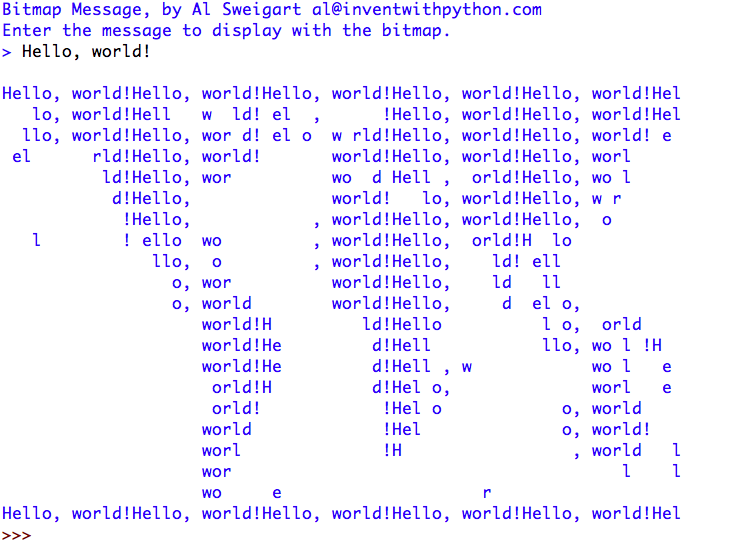 Bitmap Message, by Al Sweigart al@inventwithpython.com
Enter the message to display with the bitmap.
> Hello, world!
Hello, world!Hello, world!Hello, world!Hello, world!Hello, world!Hel
   lo, world!Hell   w  ld! el  ,      !Hello, world!Hello, world!Hel
  llo, world!Hello, wor d! el o  w rld!Hello, world!Hello, world! e
 el      rld!Hello, world!       world!Hello, world!Hello, worl
          ld!Hello, wor          wo  d Hell ,  orld!Hello, wo l
           d!Hello,              world!   lo, world!Hello, w r
            !Hello,            , world!Hello, world!Hello,  o
   l        ! ello  wo         , world!Hello,  orld!H  lo
               llo,  o         , world!Hello,    ld! ell
                 o, wor          world!Hello,    ld   ll
                 o, world        world!Hello,     d  el o,
                    world!H         ld!Hello          l o,  orld
                    world!He         d!Hell           llo, wo l !H
                    world!He         d!Hell , w            wo l   e
                     orld!H          d!Hel o,              worl   e
                     orld!            !Hel o            o, world
                    world             !Hel              o, world!
                    worl              !H                 , world   l
                    wor                                       l    l
                    wo     e                    r
Hello, world!Hello, world!Hello, world!Hello, world!Hello, world!Hel
>>>